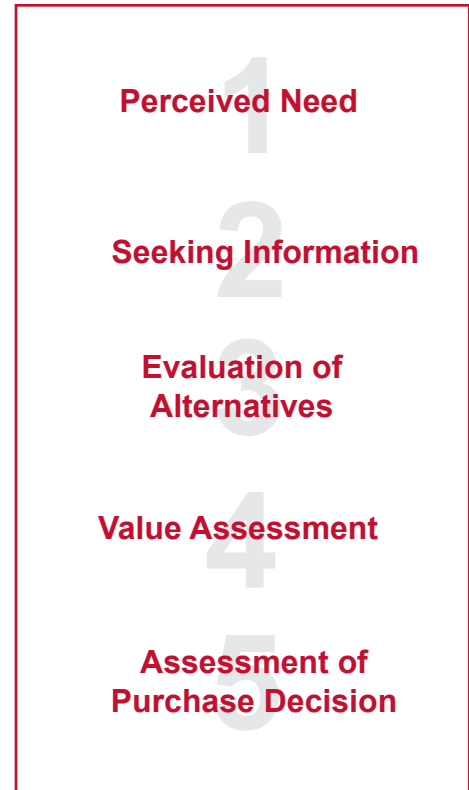 1
Perceived Need
2
Seeking Information
3
Evaluation of
Alternatives
4
Value Assessment
5
Assessment of
Purchase Decision